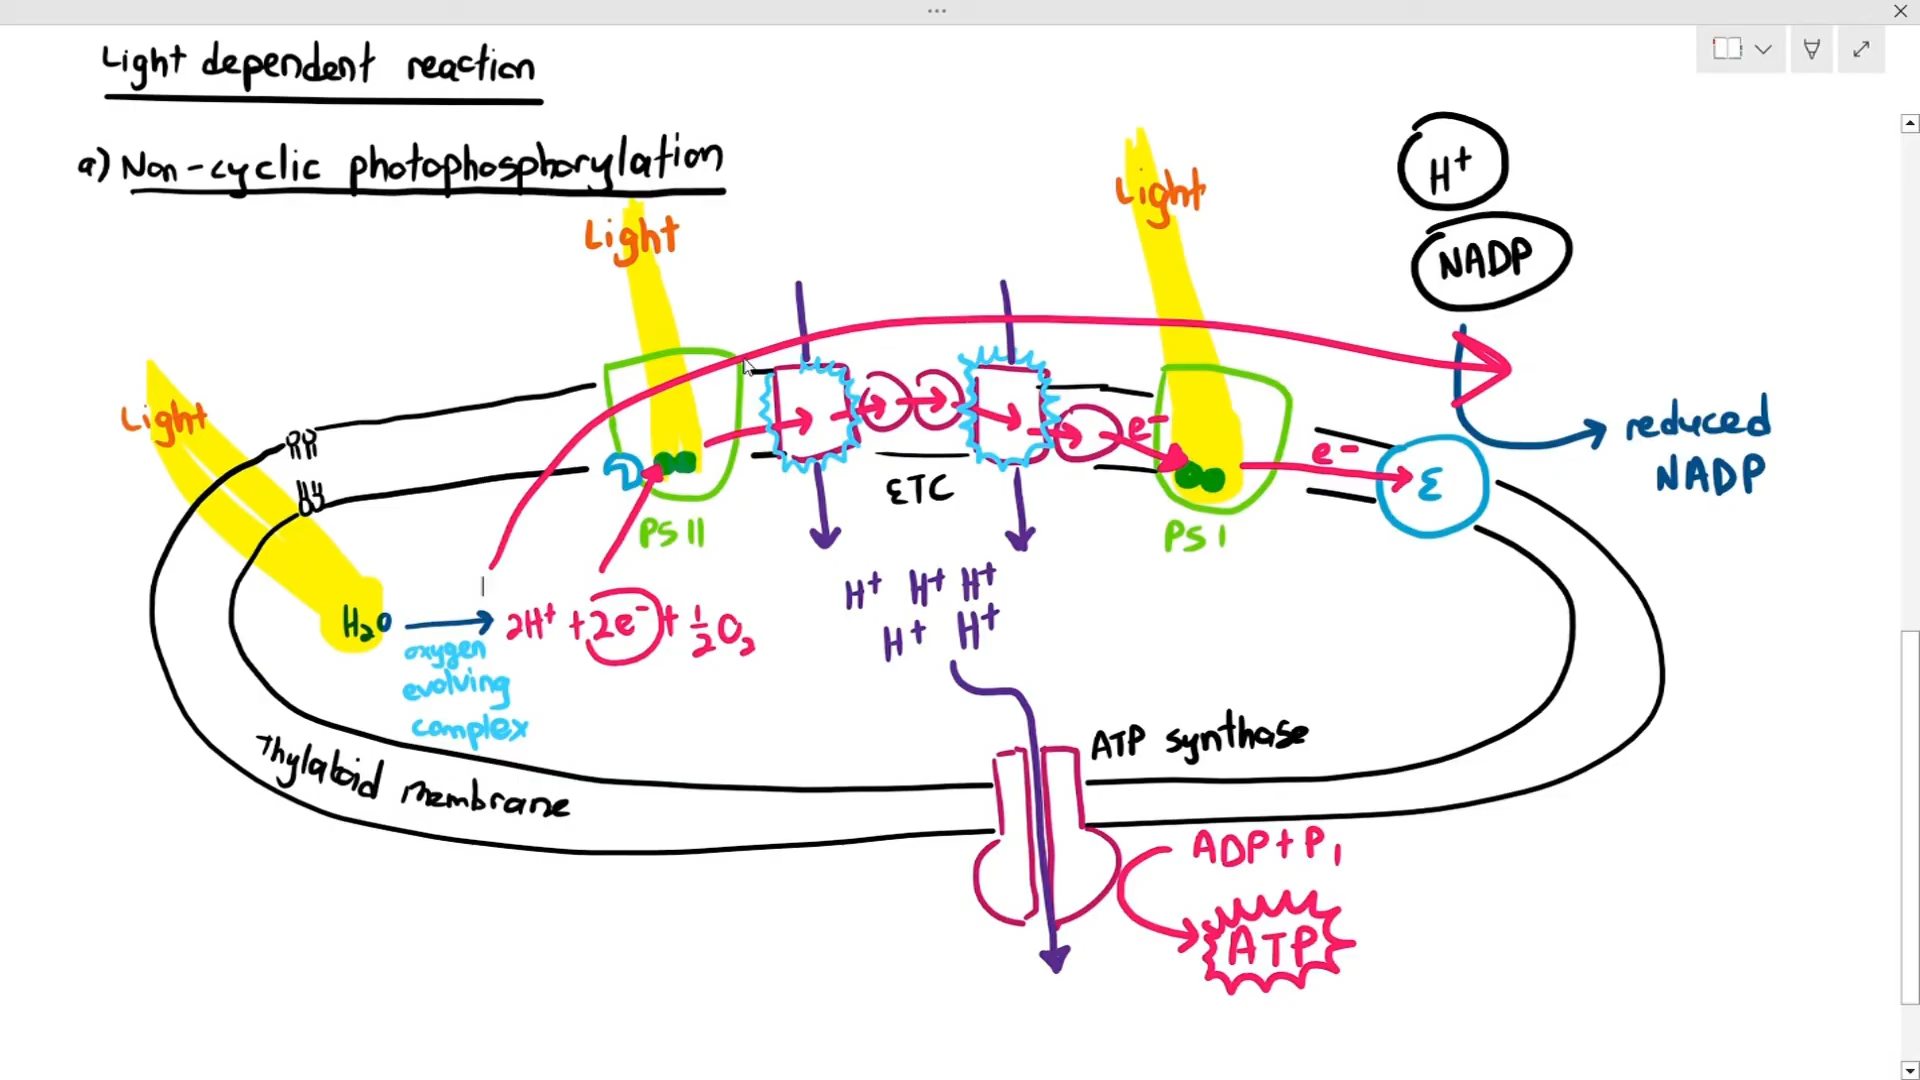 Light dependent reaction
a) Non-cyclic photophosphorylation
Light
Light
H+
NADP
Light
e-
e-
ETC
PS II
PS I
Ɛ
reduced
NADP
H₂O → 2H+ + 2e- + ½O₂
oxygen
evolving
complex
H+ H+ H+
H+ H+
Thylakoid membrane
ATP synthase
ADP + Pi
ATP